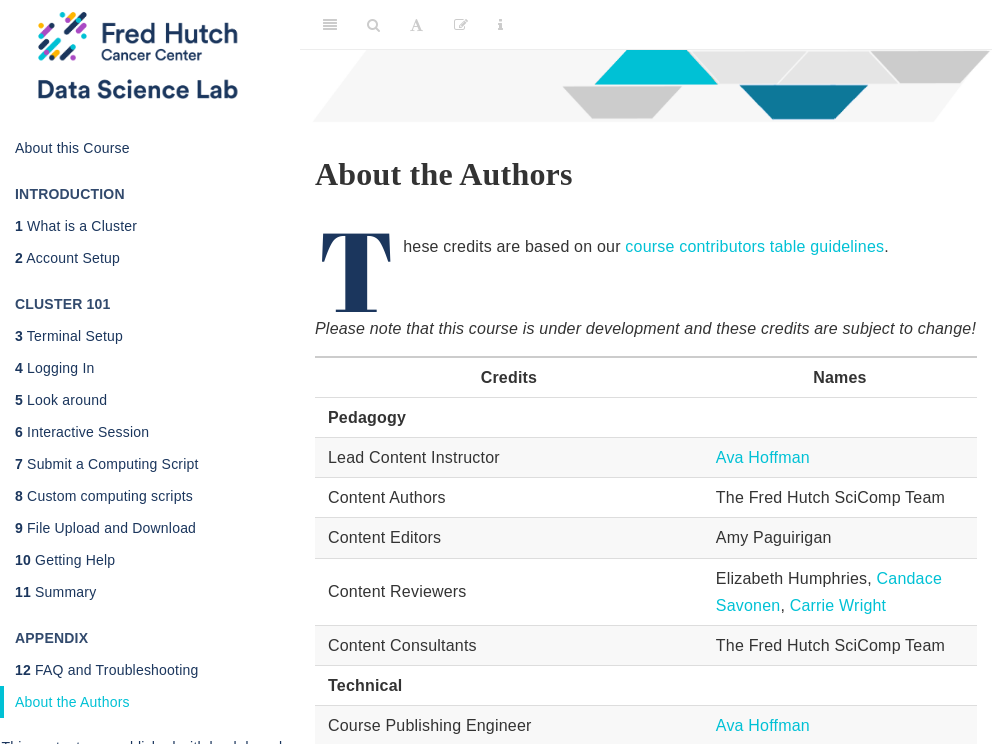 Fred Hutch
Cancer Center
Data Science Lab
About this Course
INTRODUCTION
1 What is a Cluster
2 Account Setup
CLUSTER 101
3 Terminal Setup
4 Logging In
5 Look around
6 Interactive Session
7 Submit a Computing Script
8 Custom computing scripts
9 File Upload and Download
10 Getting Help
11 Summary
APPENDIX
12 FAQ and Troubleshooting
About the Authors
About the Authors
These credits are based on our course contributors table guidelines.
Please note that this course is under development and these credits are subject to change!
Credits Names
Pedagogy
Lead Content Instructor Ava Hoffman
Content Authors The Fred Hutch SciComp Team
Content Editors Amy Paguirigan
Content Reviewers Elizabeth Humphries, Candace
Savonen, Carrie Wright
Content Consultants The Fred Hutch SciComp Team
Technical
Course Publishing Engineer Ava Hoffman